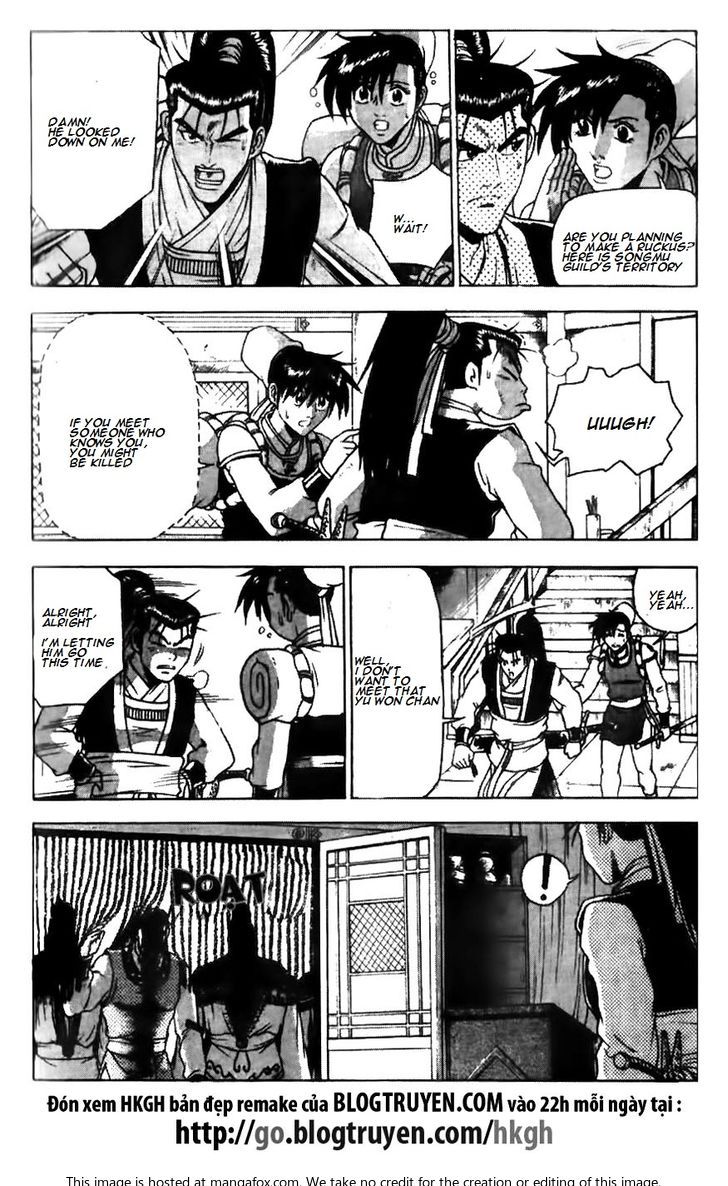 DAMN!
HE LOOKED
DOWN ON ME!
W...
WAIT!
ARE YOU PLANNING
TO MAKE A RUCKUS?
HERE IS SONGMU
GUILD'S TERRITORY
IF YOU MEET
SOMEONE WHO
KNOWS YOU,
YOU MIGHT
BE KILLED
UUUGH!
ALRIGHT,
ALRIGHT
I'M LETTING
HIM GO
THIS TIME.
WELL,
I DON'T
WANT TO
MEET THAT
YU WON CHAN
YEAH,
YEAH...
ROẠT
!
Đón xem HKGH bản đẹp remake của BLOGTRUYEN.COM vào 22h mỗi ngày tại :
http://go.blogtruyen.com/hkgh
This image is hosted at mangafox.com. We take no credit for the creation or editing of this image.